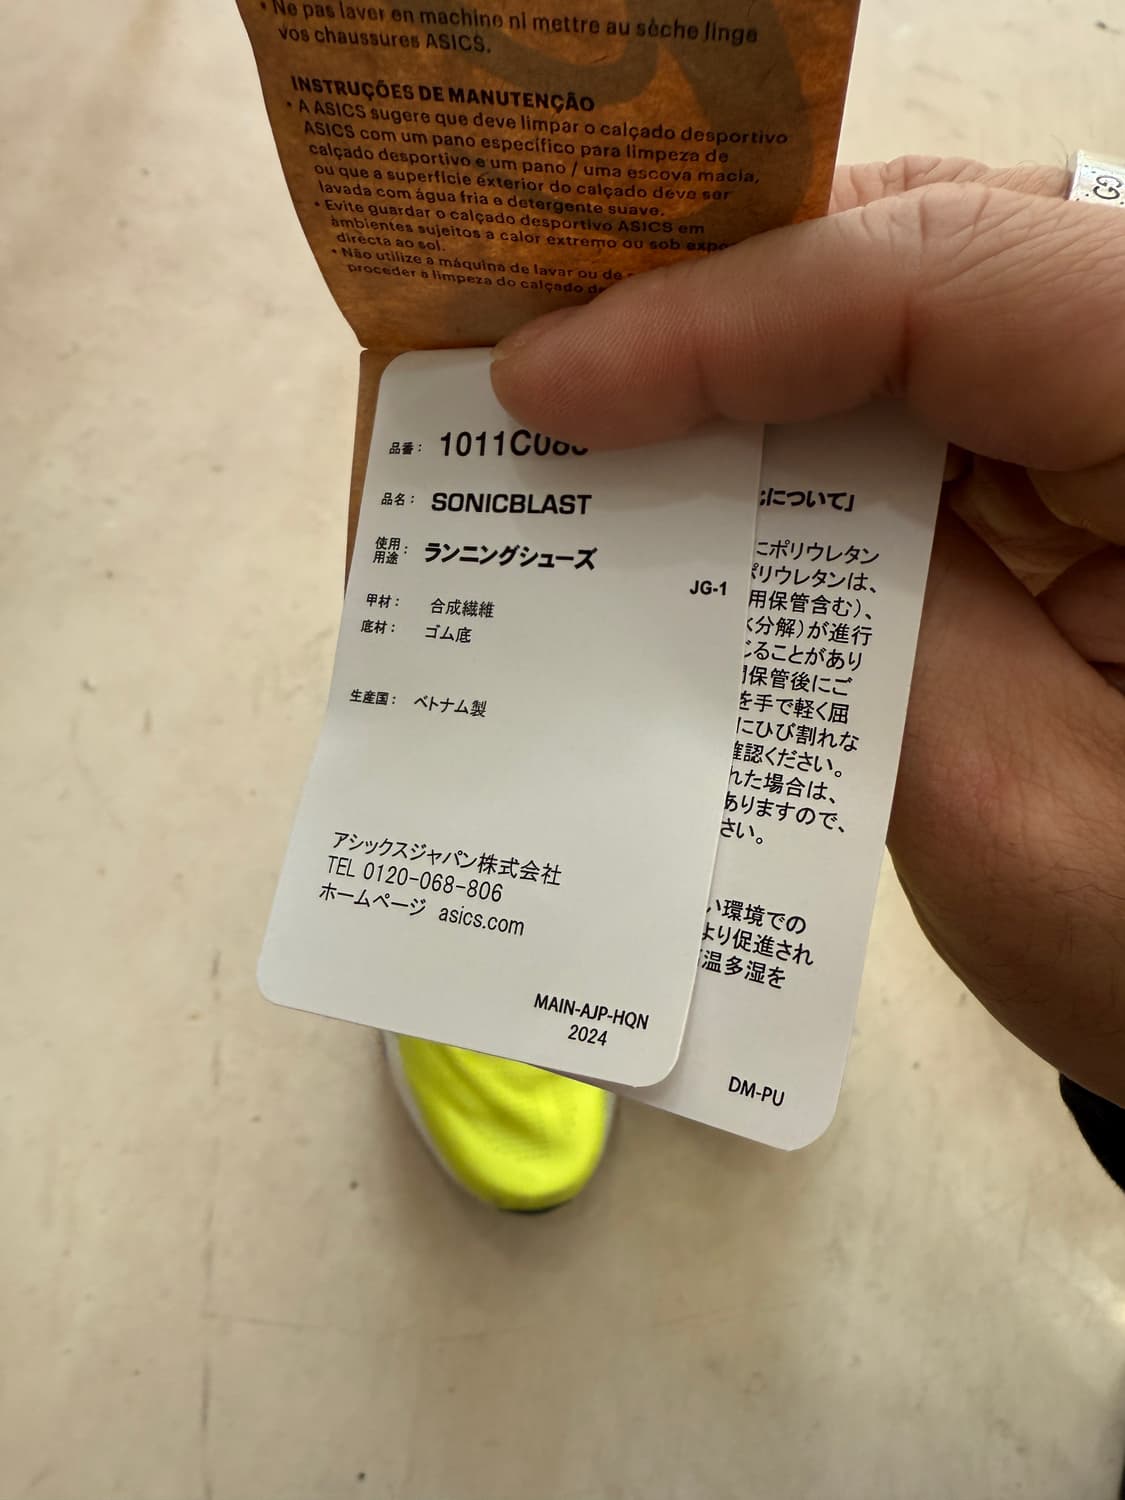 • Ne pas laver en machine ni mettre au sèche linge
vos chaussures ASICS.
INSTRUÇÕES DE MANUTENÇÃO
• A ASICS sugere que deve limpar o calçado desportivo
ASICS com um pano específico para limpeza de
calçado desportivo e um pano / uma escova macia,
ou que a superfície exterior do calçado deve ser
lavada com água fria e detergente suave.
• Evite guardar o calçado desportivo ASICS em
ambientes sujeitos a calor extremo ou sob
directa ao sol.
• Não utilize a máquina de lavar ou de
proceder à limpeza do calçado
品番: 1011C
品名: SONICBLAST
使用用途: ランニングシューズ
JG-1
甲材: 合成繊維
底材: ゴム底
生産国: ベトナム製
アシックスジャパン株式会社
TEL 0120-068-806
ホームページ asics.com
MAIN-AJP-HQN
2024
について」
にポリウレタン
ポリウレタンは、
用保管含む)、
水分解)が進行
じることがあり
保管後にご
を手で軽く屈
にひび割れな
確認ください。
れた場合は、
ありますので、
さい。
い環境での
より促進され
温多湿を
DM-PU
GG